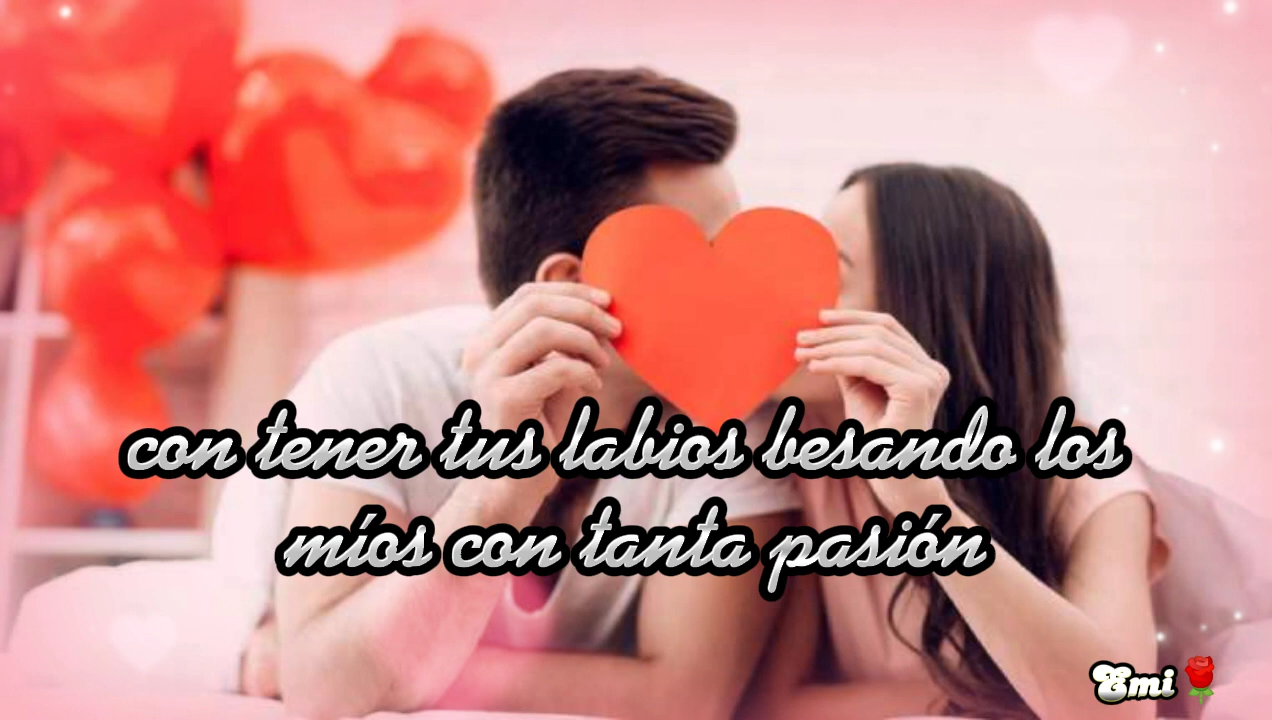 con tener tus labios besando los
míos con tanta pasión
Emi